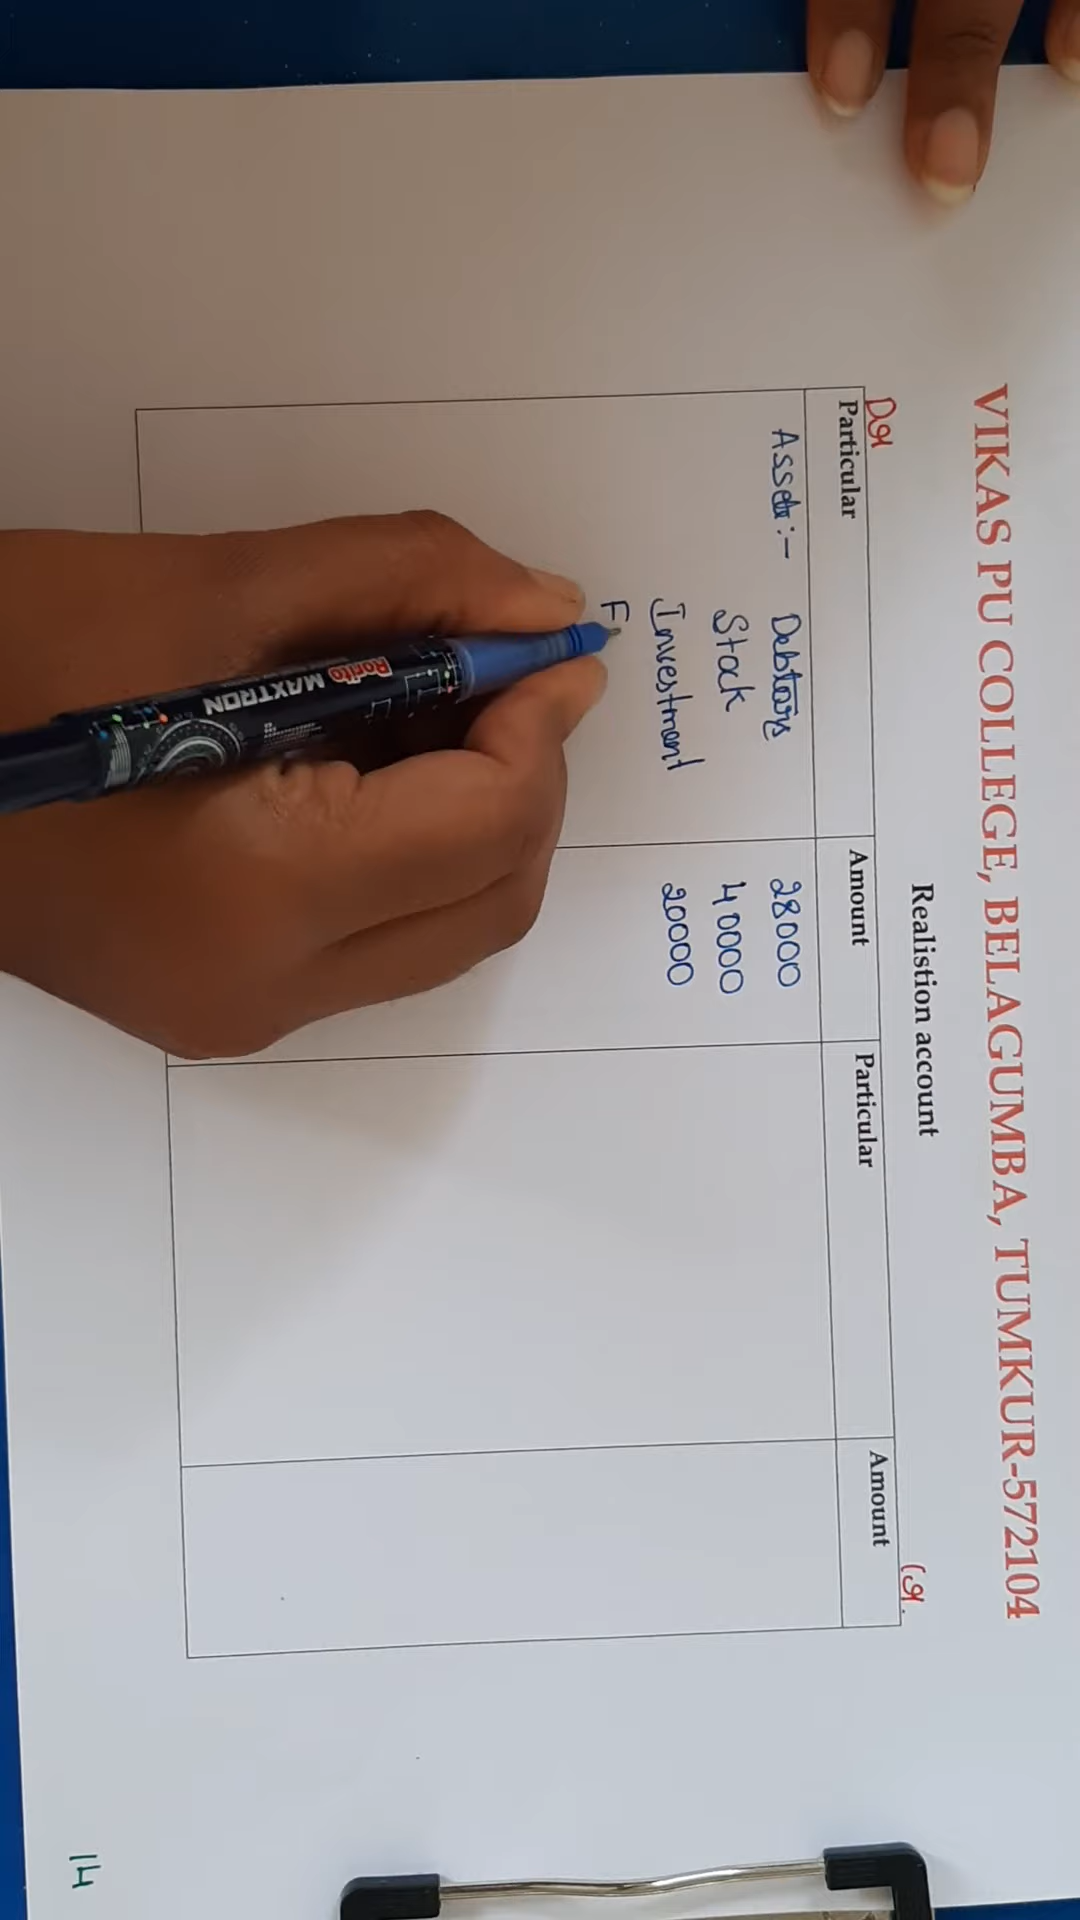 VIKAS PU COLLEGE, BELAGUMBA, TUMKUR-572104
Realistion account
Dr
Cr.
Particular Amount Particular Amount
Assets:- Debtors 28000
Stock 40000
Investment 20000
F
Rorito MAXTRON
14